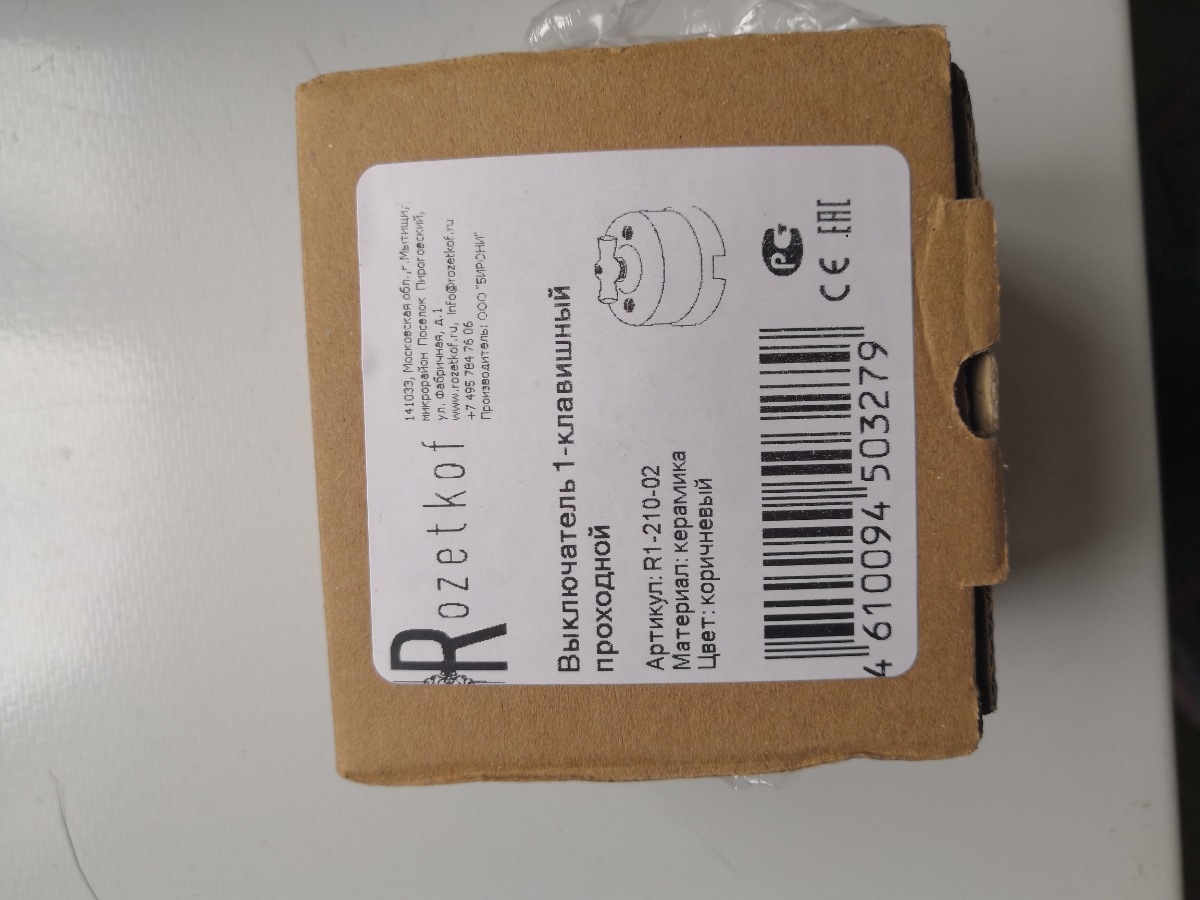 Rozetkof
141033, Московская обл., г. Мытищи,
микрорайон Поселок Пироговский,
ул. Фабричная, д.1
www.rozetkof.ru, Info@rozetkof.ru
+7 495 784 76 06
Производитель: ООО "БИРОНИ"
Выключатель 1-клавишный
проходной
Артикул: R1-210-02
Материал: керамика
Цвет: коричневый
4 610094 503279
РСТ
CE EAC